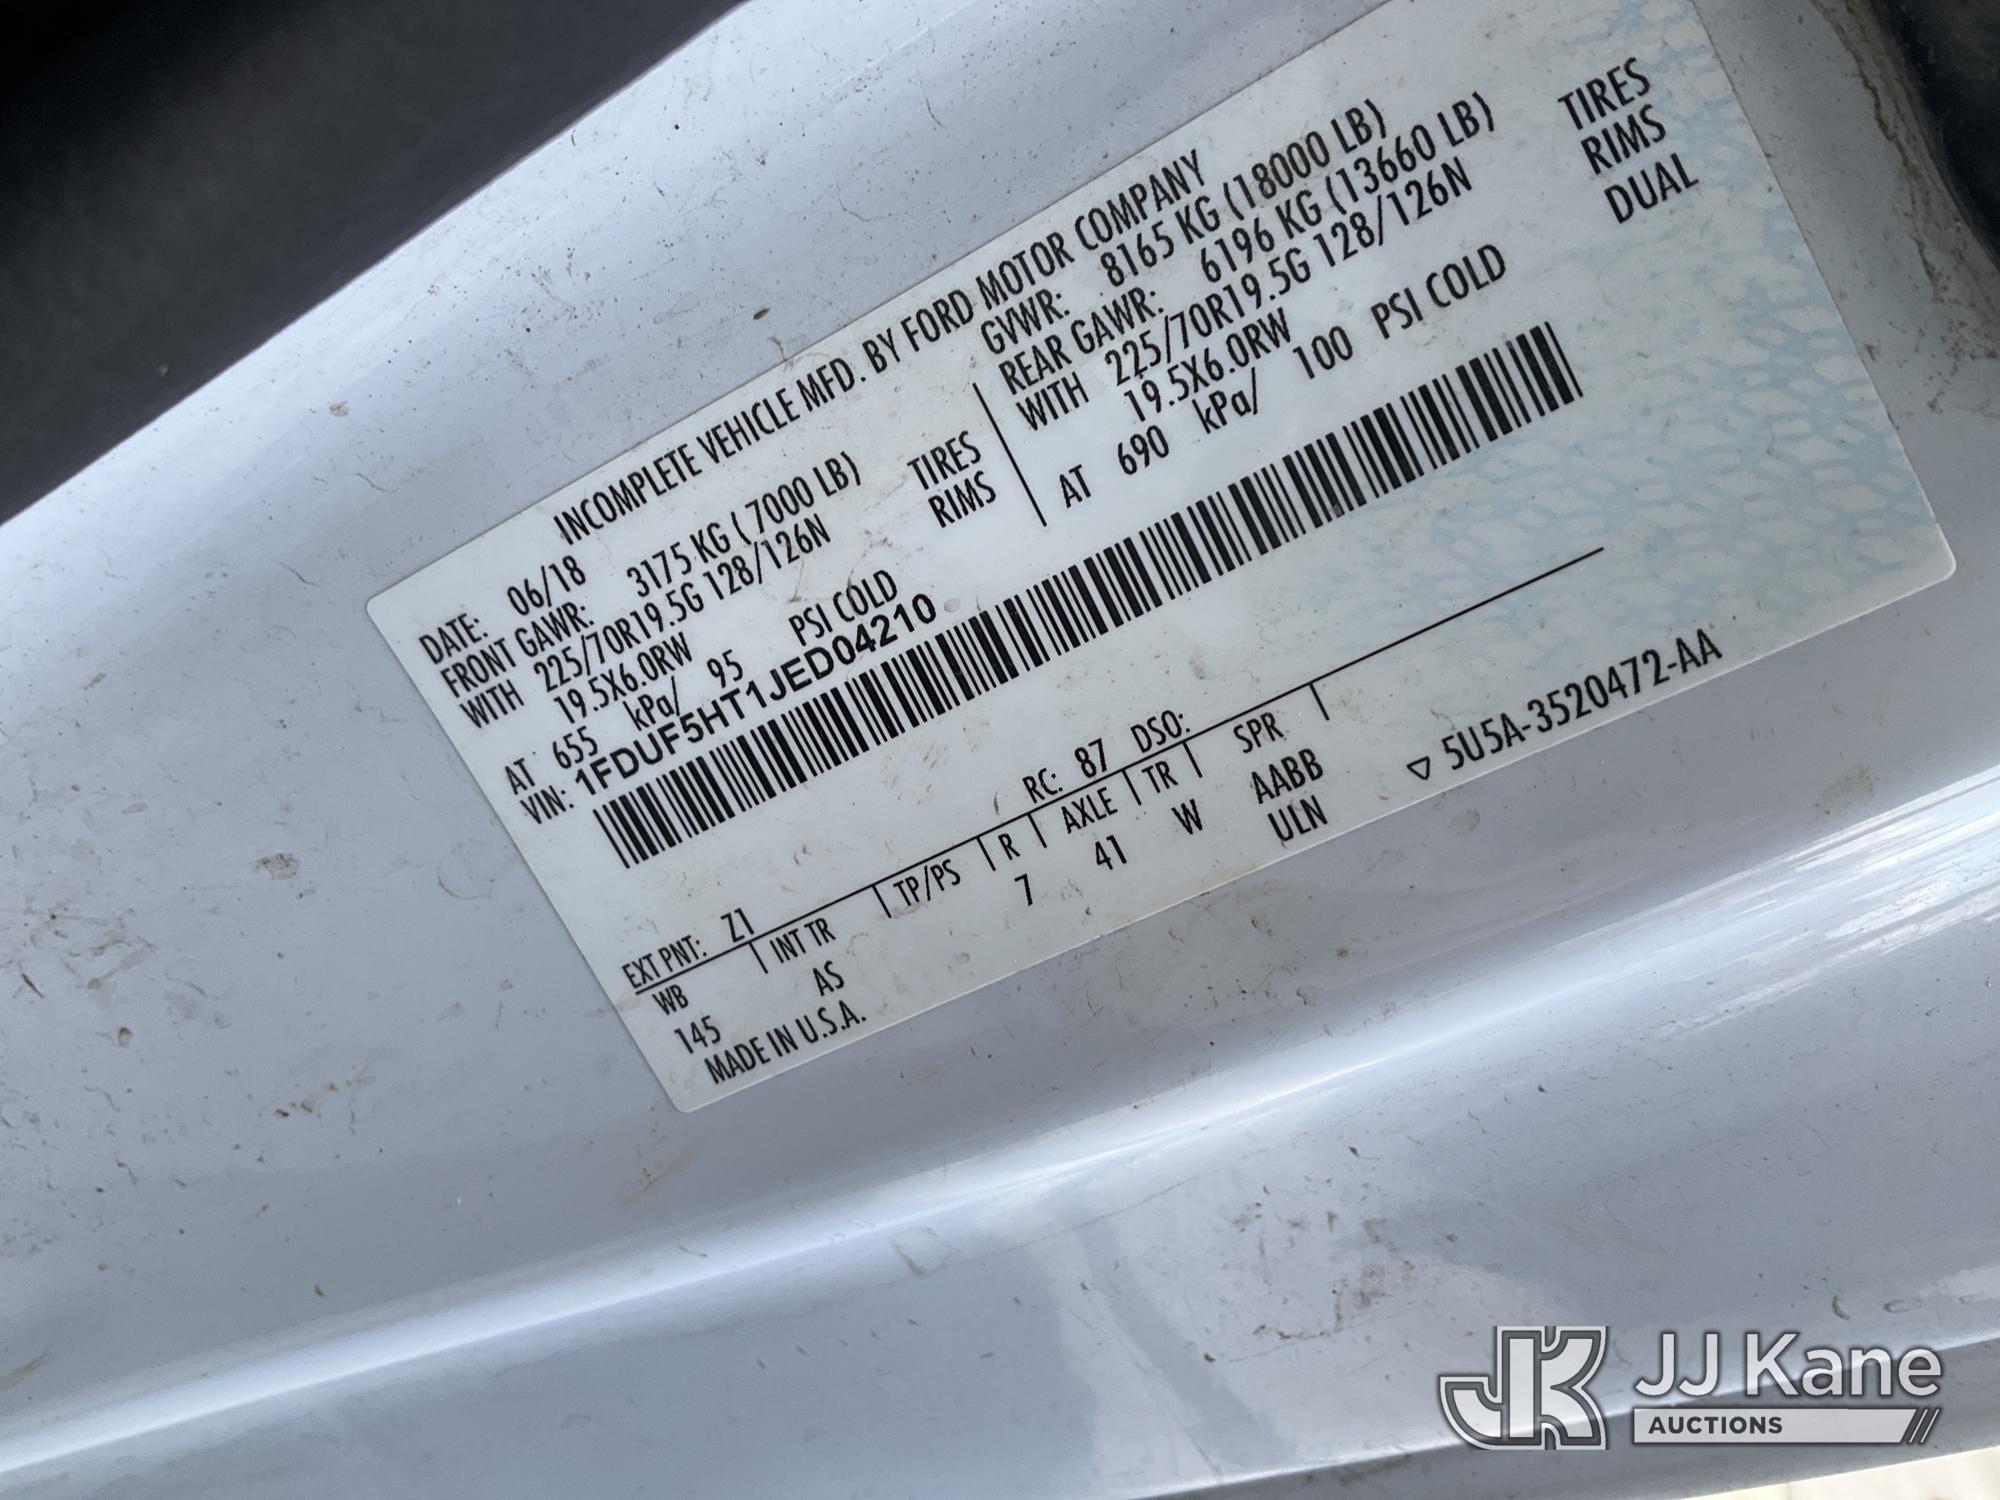 INCOMPLETE VEHICLE MFD. BY FORD MOTOR COMPANY
DATE: 06/18 GVWR: 8165 KG (18000 LB)
FRONT GAWR: 3175 KG (7000 LB) REAR GAWR: 6196 KG (13660 LB)
WITH 225/70R19.5G 128/126N TIRES WITH 225/70R19.5G 128/126N TIRES
19.5X6.0RW RIMS 19.5X6.0RW RIMS
AT 655 kPa/ 95 PSI COLD AT 690 kPa/ 100 PSI COLD DUAL
VIN: 1FDUF5HT1JED04210
EXT PNT: Z1 RC: 87 DSO:
WB INT TR TP/PS R AXLE TR SPR
145 AS 7 41 W AABB
ULN
MADE IN U.S.A. 5U5A-3520472-AA
JK JJ Kane
AUCTIONS